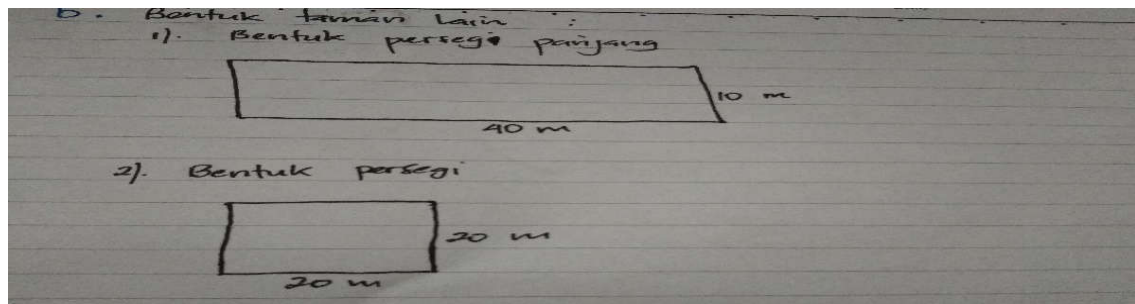 b. Bentuk taman lain :
1). Bentuk persegi panjang
10 m
40 m
2). Bentuk persegi
20 m
20 m